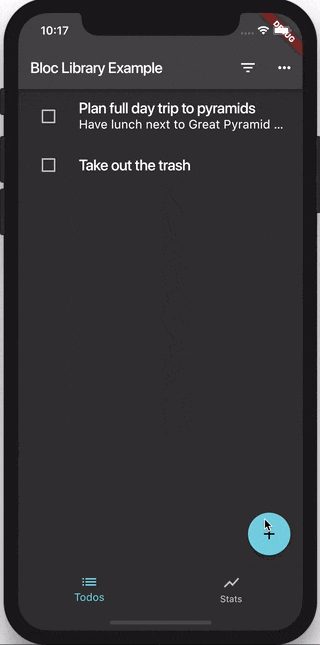 10:17
DEBUG
Bloc Library Example
Plan full day trip to pyramids
Have lunch next to Great Pyramid ...
Take out the trash
Todos
Stats